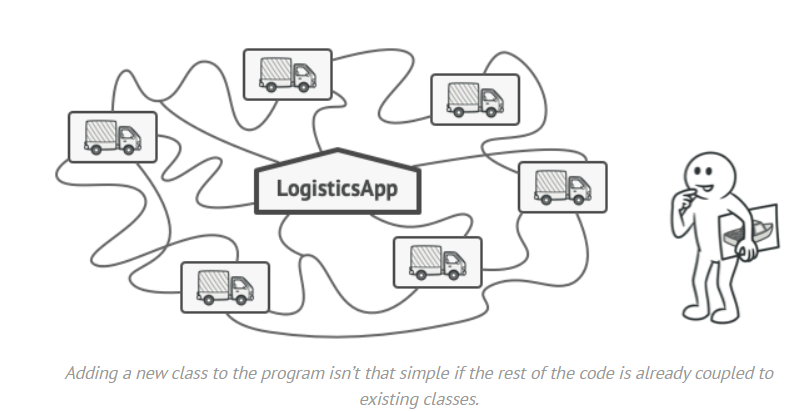 LogisticsApp
Adding a new class to the program isn't that simple if the rest of the code is already coupled to
existing classes.